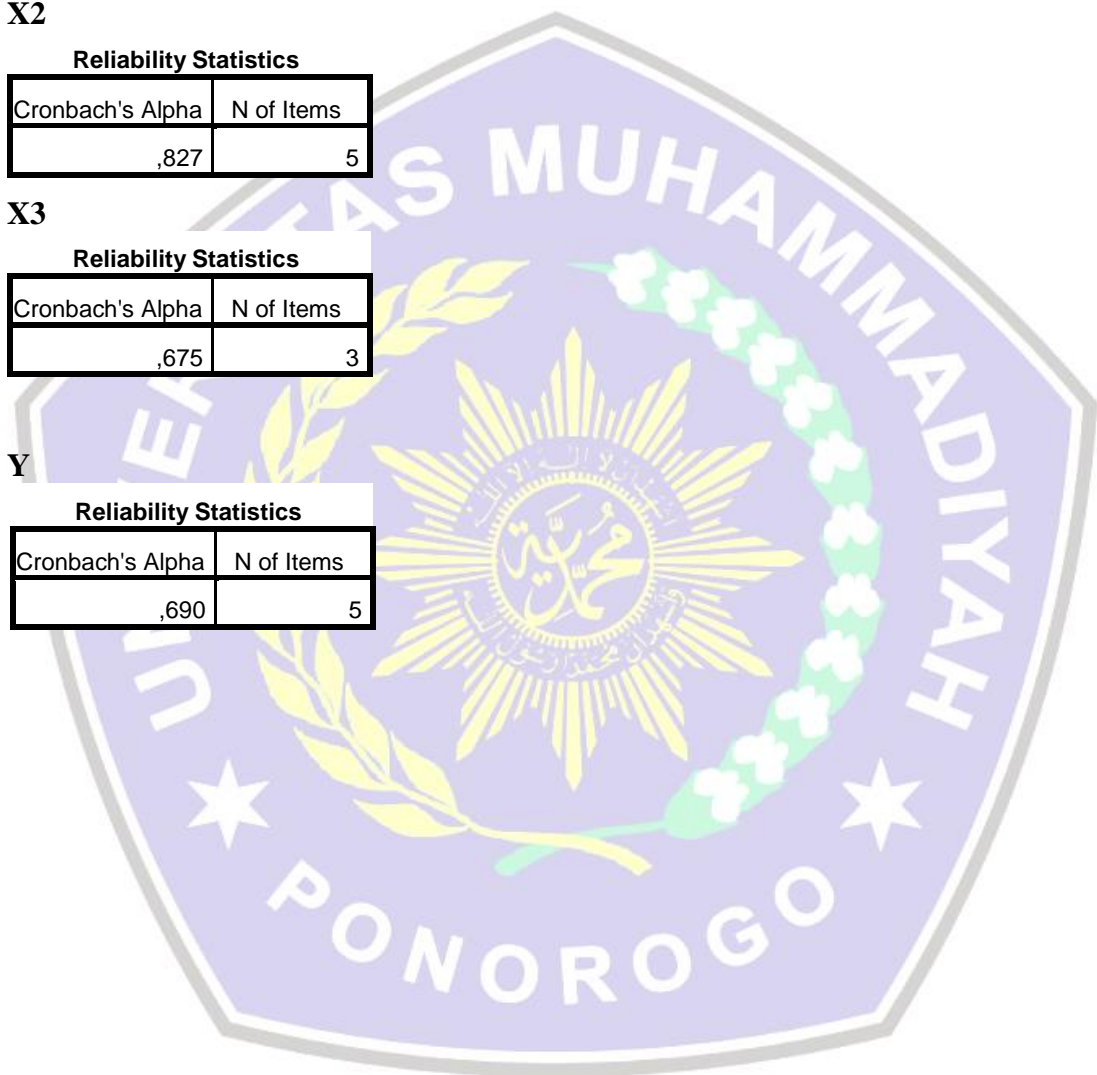 X2
Reliability Statistics
Cronbach's Alpha N of Items
,827 5
X3
Reliability Statistics
Cronbach's Alpha N of Items
,675 3
Y
Reliability Statistics
Cronbach's Alpha N of Items
,690 5
MUHAMMADIYAH
PONOROGO
محمدية